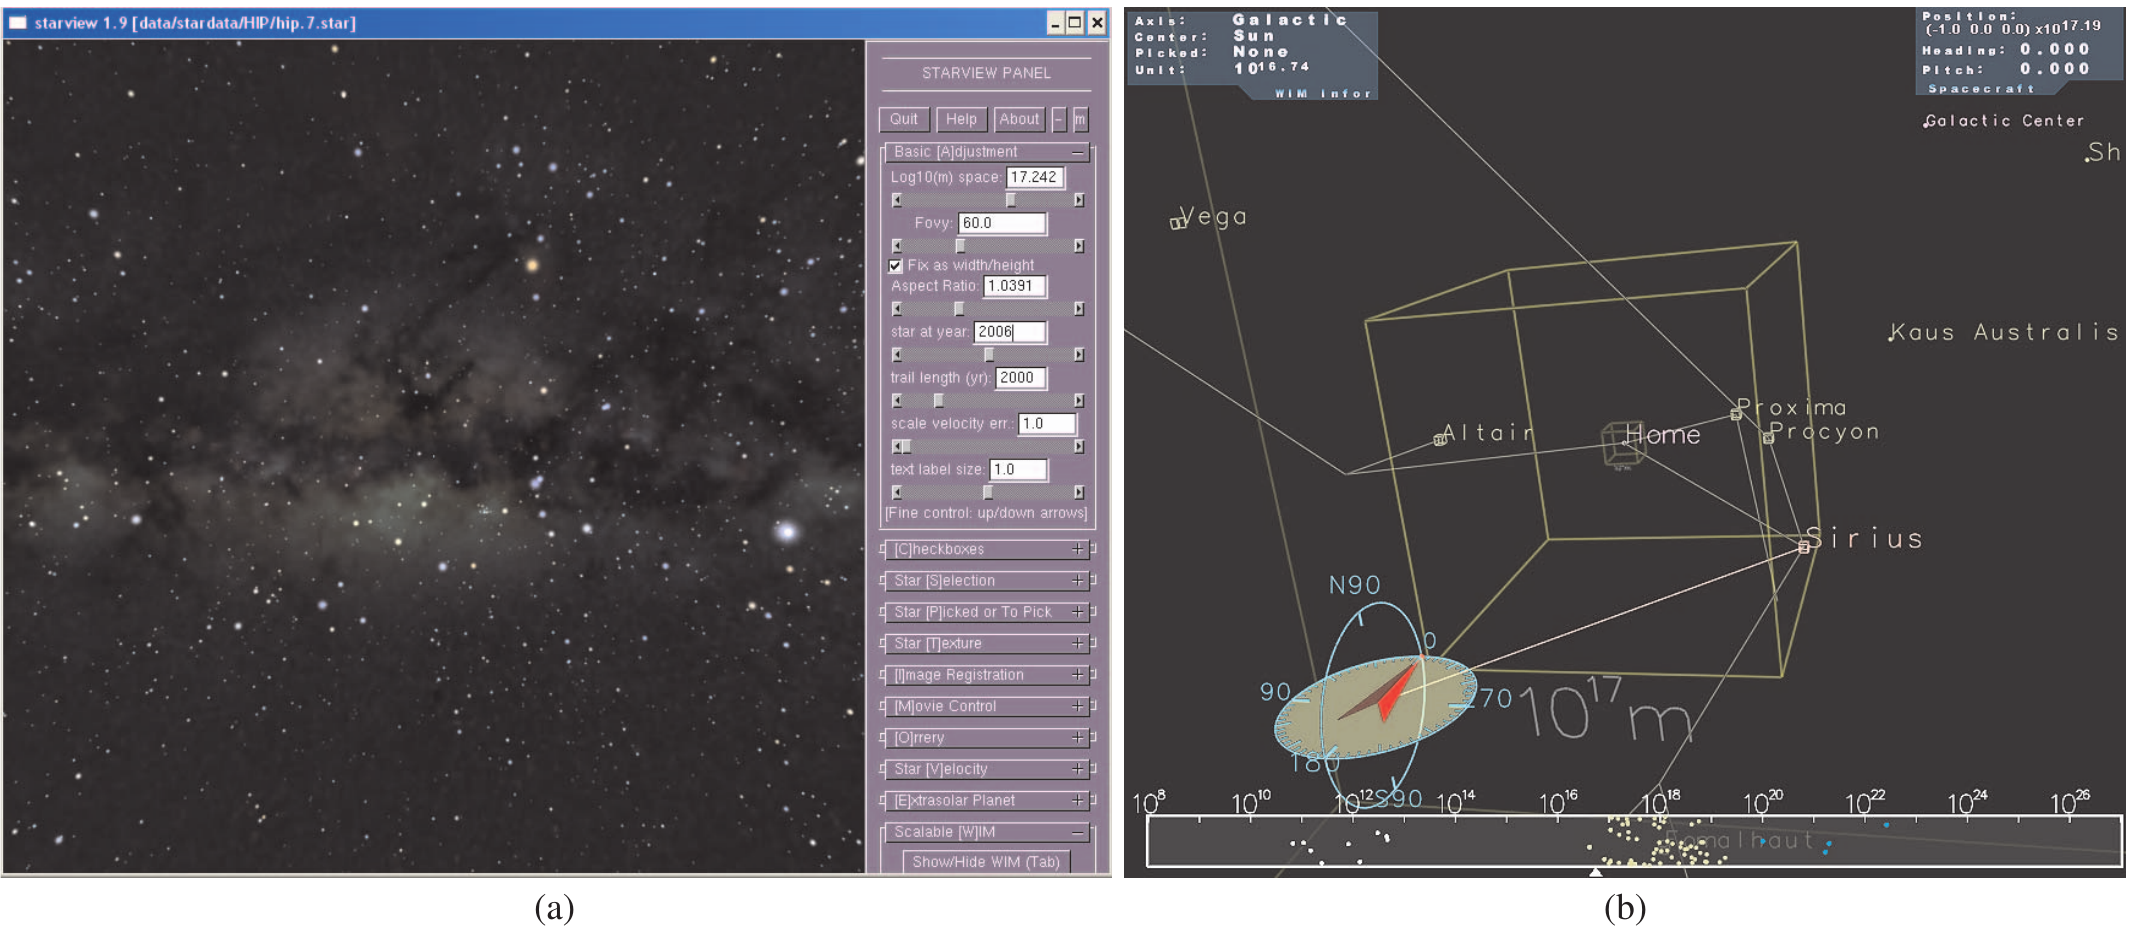 starview 1.9 [data/stardata/HIP/hip.7.star]
STARVIEW PANEL
Quit Help About - m
Basic [A]djustment
Log10(m) space: 17.242
Fovy: 60.0
Fix as width/height
Aspect Ratio: 1.0391
star at year: 2006
trail length (yr): 2000
scale velocity err.: 1.0
text label size: 1.0
[Fine control: up/down arrows]
[C]heckboxes
Star [S]election
Star [P]icked or To Pick
Star [T]exture
[I]mage Registration
[M]ovie Control
[O]rrery
Star [V]elocity
[E]xtrasolar Planet
Scalable [W]IM
Show/Hide WIM (Tab)
(a)
Axis: Galactic
Center: Sun
Picked: None
Unit: 10^16.74
WIM infor
Position:
(-1.0 0.0 0.0) x10^17.19
Heading: 0.000
Pitch: 0.000
Spacecraft
Galactic Center
Sh
Vega
Kaus Australis
Proxima
Altair
Home
Procyon
Sirius
N90
0
90
70
10^17 m
180
S90
10^8 10^10 10^12 10^14 10^16 10^18 10^20 10^22 10^24 10^26
Fomalhaut
(b)